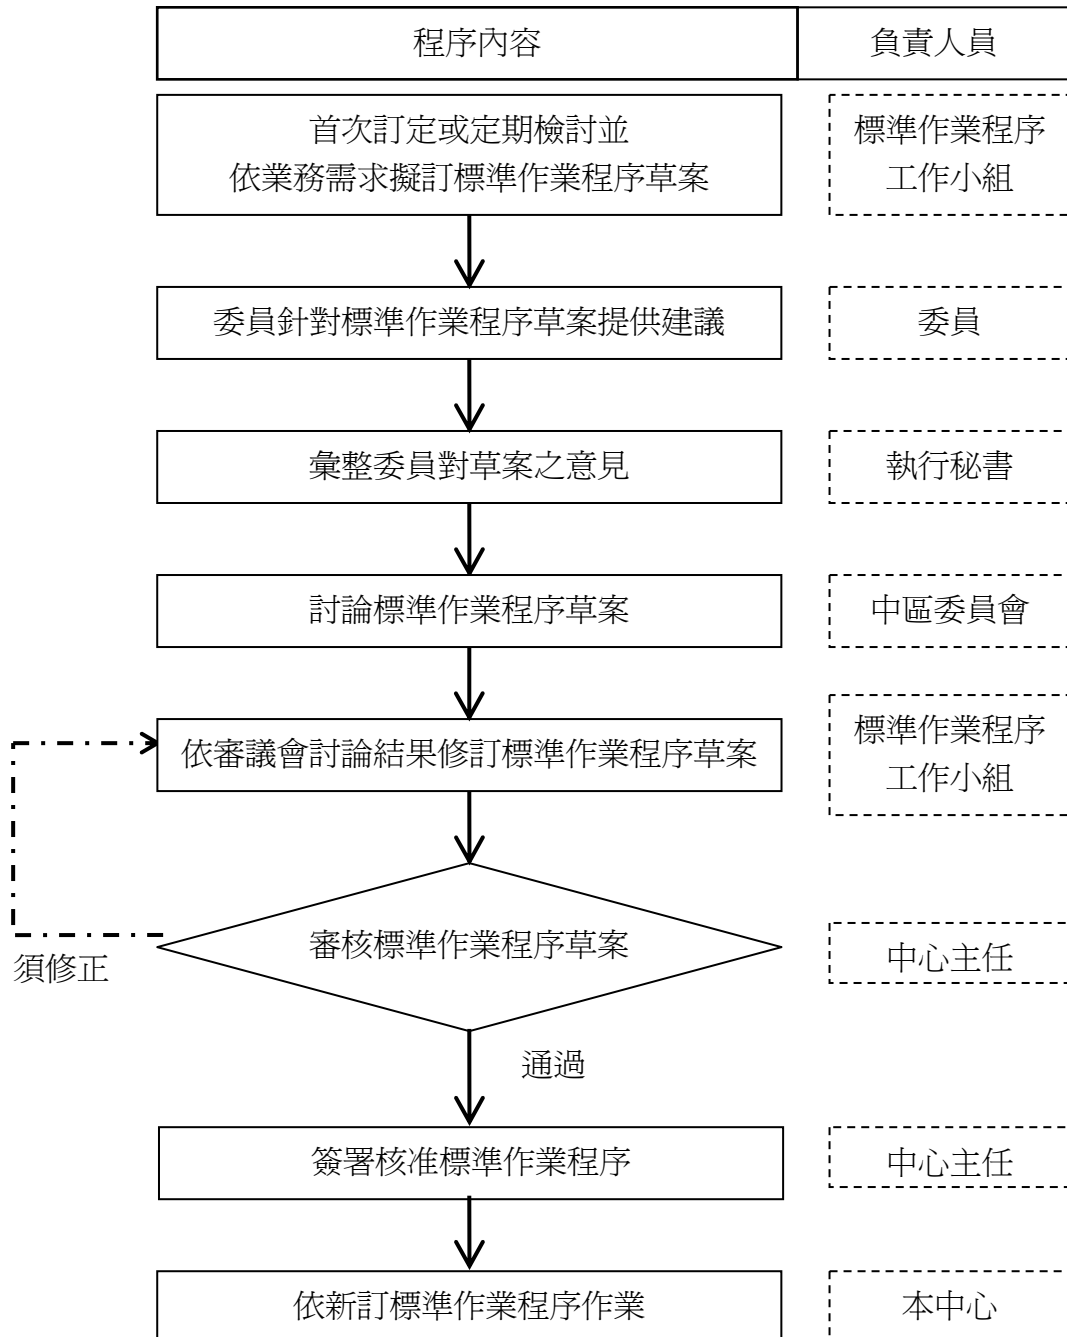 程序內容
負責人員
首次訂定或定期檢討並
依業務需求擬訂標準作業程序草案
標準作業程序
工作小組
委員針對標準作業程序草案提供建議
委員
彙整委員對草案之意見
執行秘書
討論標準作業程序草案
中區委員會
依審議會討論結果修訂標準作業程序草案
標準作業程序
工作小組
審核標準作業程序草案
中心主任
須修正
通過
簽署核准標準作業程序
中心主任
依新訂標準作業程序作業
本中心